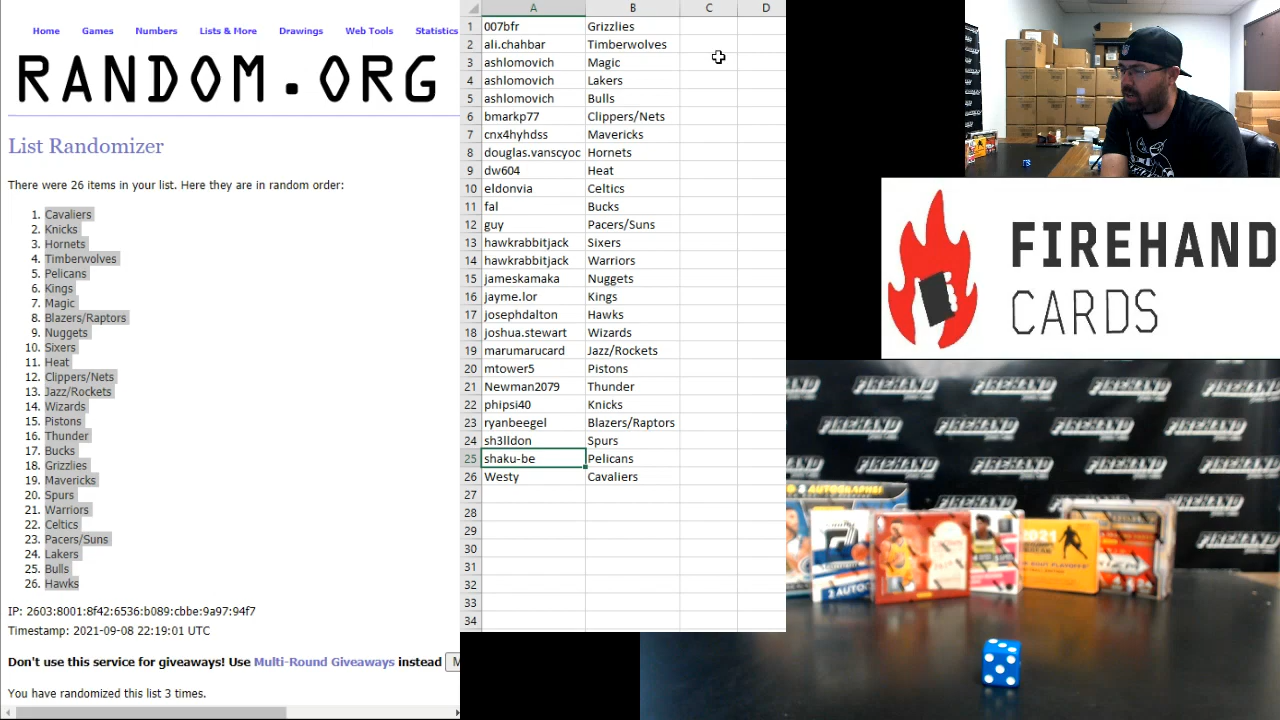 Home Games Numbers Lists & More Drawings Web Tools Statistics
RANDOM.ORG
List Randomizer
There were 26 items in your list. Here they are in random order:
1. Cavaliers
2. Knicks
3. Hornets
4. Timberwolves
5. Pelicans
6. Kings
7. Magic
8. Blazers/Raptors
9. Nuggets
10. Sixers
11. Heat
12. Clippers/Nets
13. Jazz/Rockets
14. Wizards
15. Pistons
16. Thunder
17. Bucks
18. Grizzlies
19. Mavericks
20. Spurs
21. Warriors
22. Celtics
23. Pacers/Suns
24. Lakers
25. Bulls
26. Hawks
IP: 2603:8001:8f42:6536:b089:cbbe:9a97:94f7
Timestamp: 2021-09-08 22:19:01 UTC
Don't use this service for giveaways! Use Multi-Round Giveaways instead
You have randomized this list 3 times.
A B C D
1 007bfr Grizzlies
2 ali.chahbar Timberwolves
3 ashlomovich Magic
4 ashlomovich Lakers
5 ashlomovich Bulls
6 bmarkp77 Clippers/Nets
7 cnx4hyhdss Mavericks
8 douglas.vanscyoc Hornets
9 dw604 Heat
10 eldonvia Celtics
11 fal Bucks
12 guy Pacers/Suns
13 hawkrabbitjack Sixers
14 hawkrabbitjack Warriors
15 jameskamaka Nuggets
16 jayme.lor Kings
17 josephdalton Hawks
18 joshua.stewart Wizards
19 marumarucard Jazz/Rockets
20 mtower5 Pistons
21 Newman2079 Thunder
22 phipsi40 Knicks
23 ryanbeegel Blazers/Raptors
24 sh3lldon Spurs
25 shaku-be Pelicans
26 Westy Cavaliers
27
28
29
30
31
32
33
34
FIREHAND
CARDS
FIREHAND FIREHAND FIREHAND